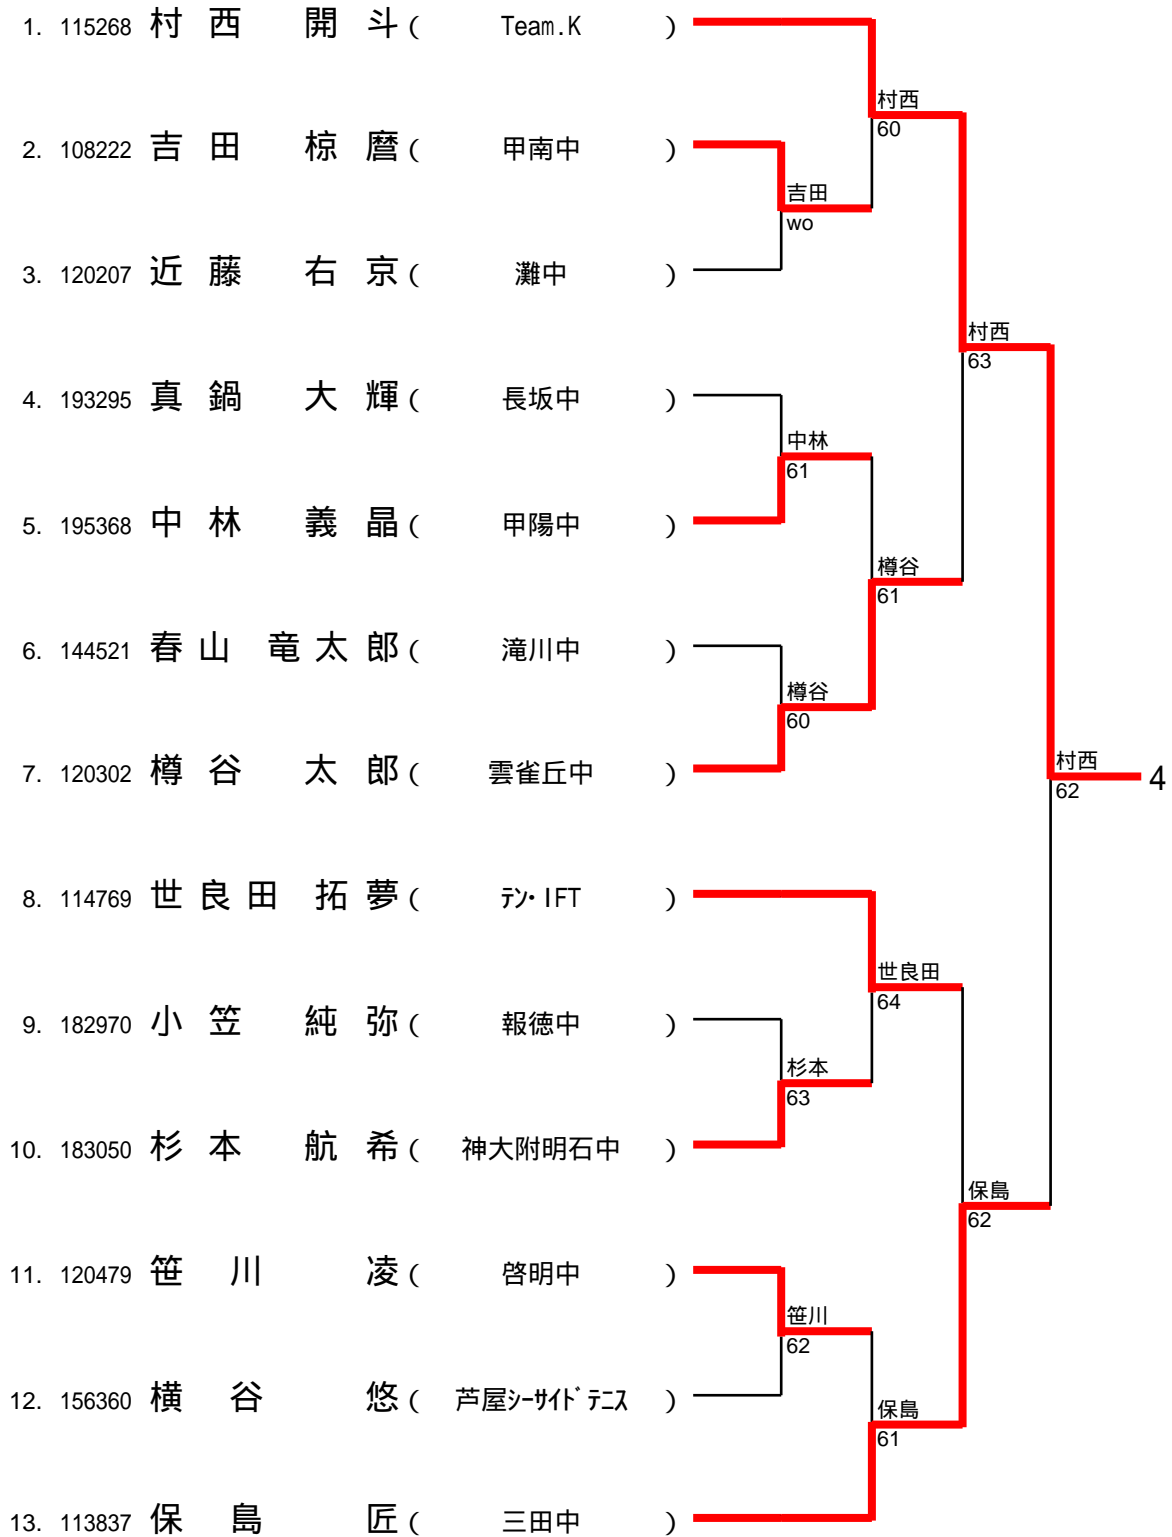 1. 115268 村西 開斗 ( Team.K )
村西
60
2. 108222 吉田 椋磨 ( 甲南中 )
吉田
wo
3. 120207 近藤 右京 ( 灘中 )
村西
63
4. 193295 真鍋 大輝 ( 長坂中 )
中林
61
5. 195368 中林 義晶 ( 甲陽中 )
樽谷
61
6. 144521 春山 竜太郎 ( 滝川中 )
樽谷
60
7. 120302 樽谷 太郎 ( 雲雀丘中 )
村西
62
4
8. 114769 世良田 拓夢 ( テン・IFT )
世良田
64
9. 182970 小笠 純弥 ( 報徳中 )
杉本
63
10. 183050 杉本 航希 ( 神大附明石中 )
保島
62
11. 120479 笹川 凌 ( 啓明中 )
笹川
62
12. 156360 横谷 悠 ( 芦屋シーサイドテニス )
保島
61
13. 113837 保島 匠 ( 三田中 )